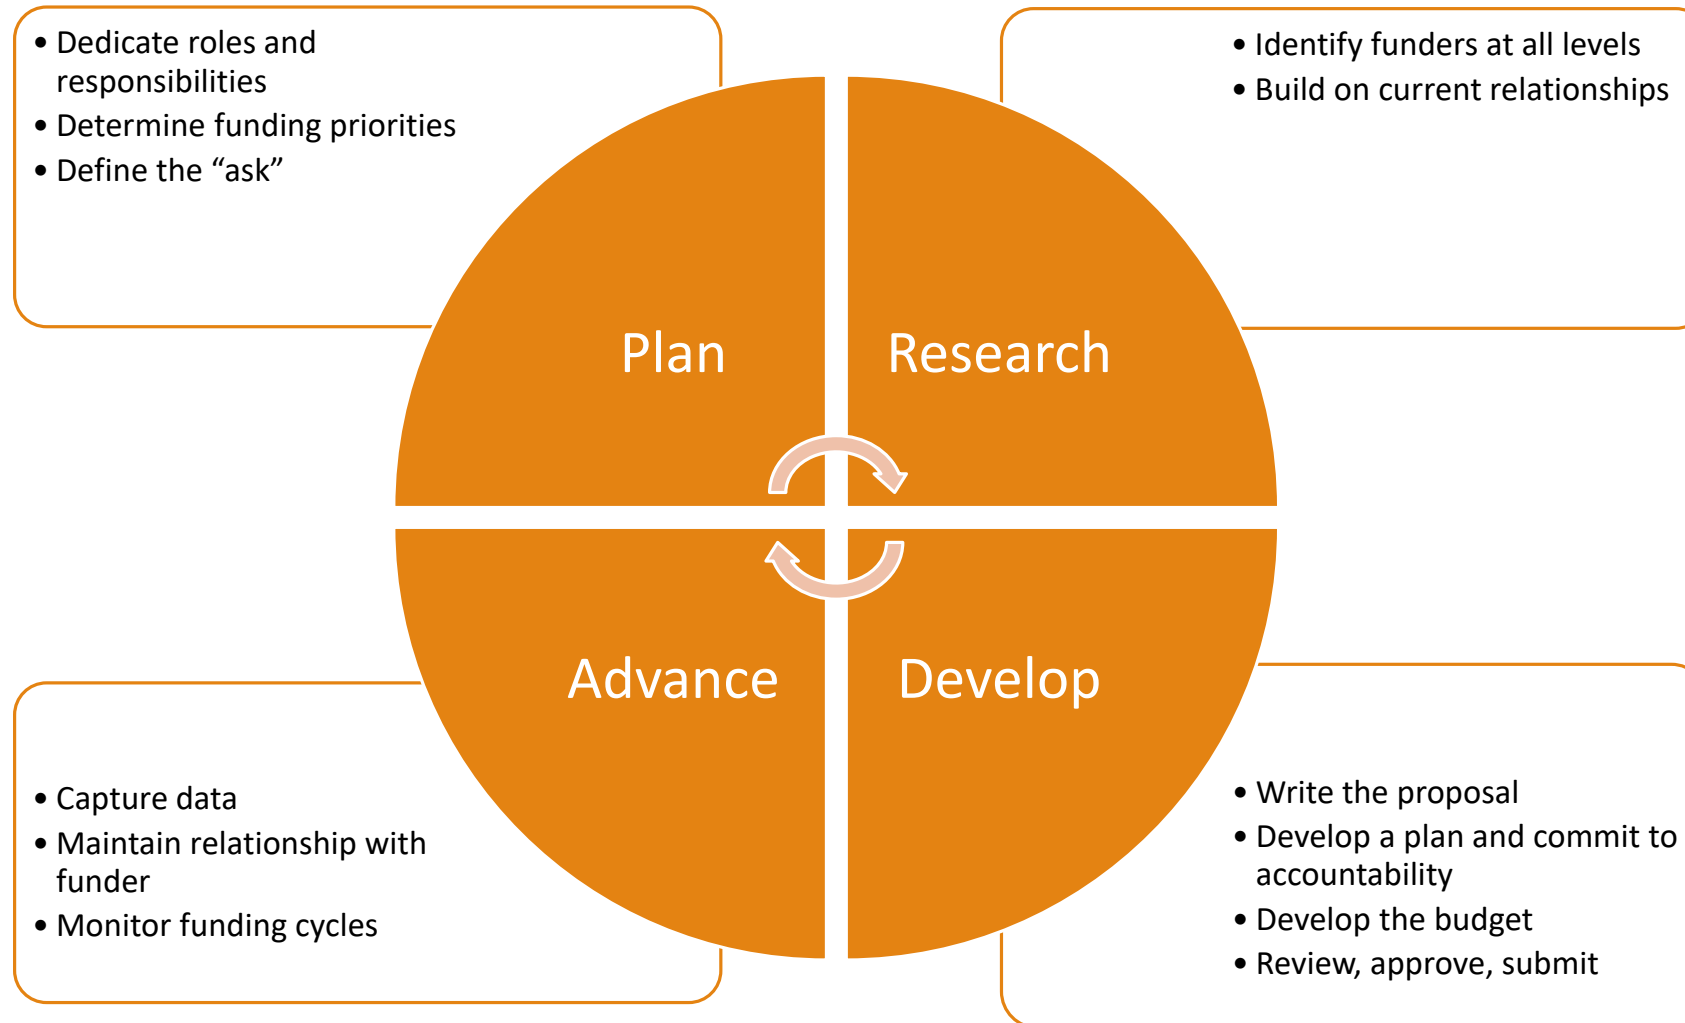 • Dedicate roles and
responsibilities
• Determine funding priorities
• Define the “ask”
• Identify funders at all levels
• Build on current relationships
Plan
Research
Advance
Develop
• Capture data
• Maintain relationship with
funder
• Monitor funding cycles
• Write the proposal
• Develop a plan and commit to
accountability
• Develop the budget
• Review, approve, submit